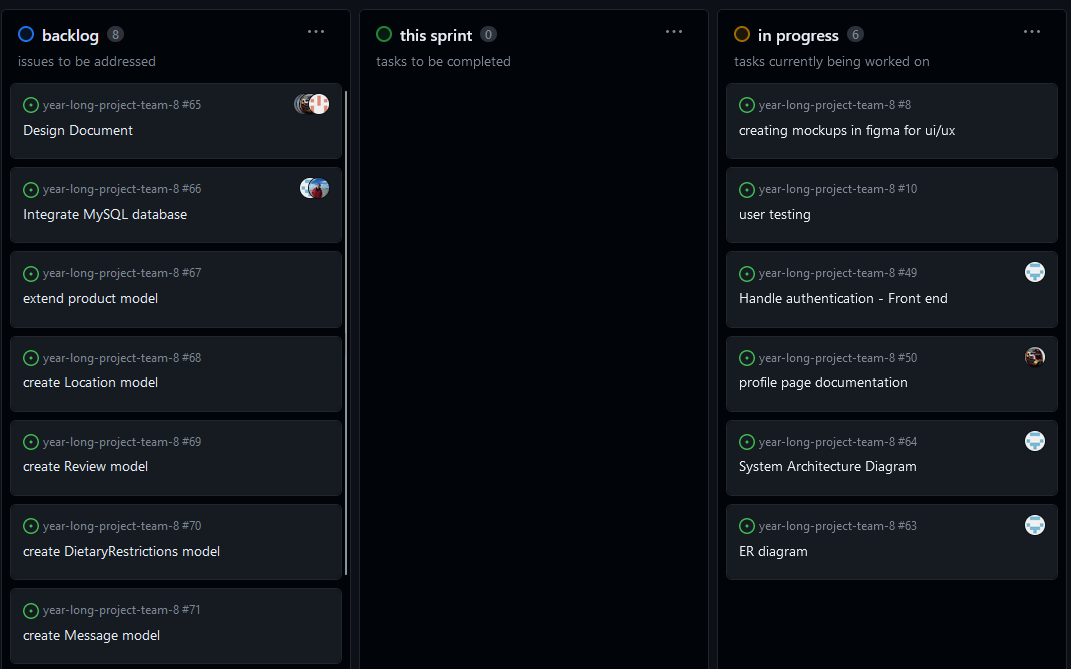 backlog 8
issues to be addressed
year-long-project-team-8 #65
Design Document
year-long-project-team-8 #66
Integrate MySQL database
year-long-project-team-8 #67
extend product model
year-long-project-team-8 #68
create Location model
year-long-project-team-8 #69
create Review model
year-long-project-team-8 #70
create DietaryRestrictions model
year-long-project-team-8 #71
create Message model
this sprint 0
tasks to be completed
in progress 6
tasks currently being worked on
year-long-project-team-8 #8
creating mockups in figma for ui/ux
year-long-project-team-8 #10
user testing
year-long-project-team-8 #49
Handle authentication - Front end
year-long-project-team-8 #50
profile page documentation
year-long-project-team-8 #64
System Architecture Diagram
year-long-project-team-8 #63
ER diagram